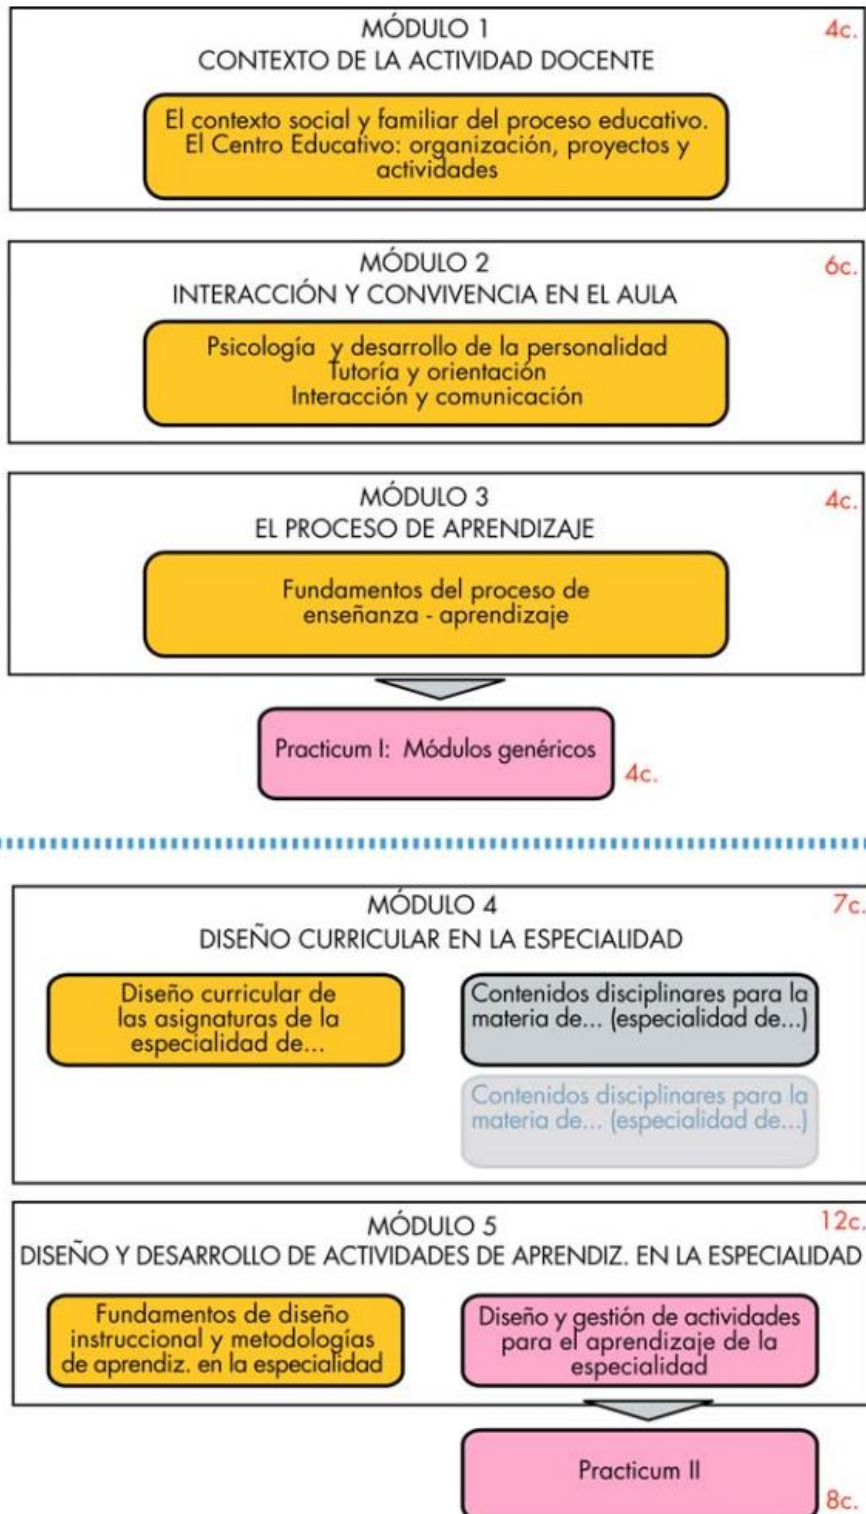 MÓDULO 1
4c.
CONTEXTO DE LA ACTIVIDAD DOCENTE
El contexto social y familiar del proceso educativo.
El Centro Educativo: organización, proyectos y
actividades
MÓDULO 2
6c.
INTERACCIÓN Y CONVIVENCIA EN EL AULA
Psicología y desarrollo de la personalidad
Tutoría y orientación
Interacción y comunicación
MÓDULO 3
4c.
EL PROCESO DE APRENDIZAJE
Fundamentos del proceso de
enseñanza - aprendizaje
Practicum I: Módulos genéricos
4c.
MÓDULO 4
7c.
DISEÑO CURRICULAR EN LA ESPECIALIDAD
Diseño curricular de
las asignaturas de la
especialidad de...
Contenidos disciplinares para la
materia de... (especialidad de...)
Contenidos disciplinares para la
materia de... (especialidad de...)
MÓDULO 5
12c.
DISEÑO Y DESARROLLO DE ACTIVIDADES DE APRENDIZ. EN LA ESPECIALIDAD
Fundamentos de diseño
instruccional y metodologías
de aprendiz. en la especialidad
Diseño y gestión de actividades
para el aprendizaje de la
especialidad
Practicum II
8c.